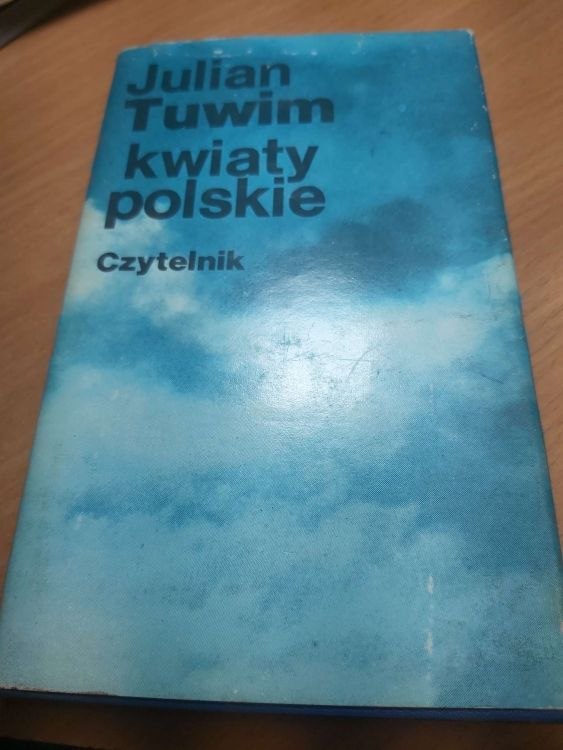 Julian
Tuwim
kwiaty
polskie
Czytelnik